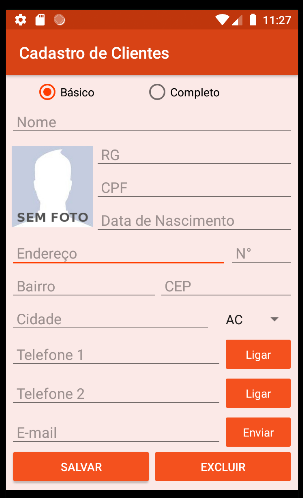 11:27
Cadastro de Clientes
Básico Completo
Nome
RG
CPF
SEM FOTO Data de Nascimento
Endereço N°
Bairro CEP
Cidade AC
Telefone 1 Ligar
Telefone 2 Ligar
E-mail Enviar
SALVAR EXCLUIR